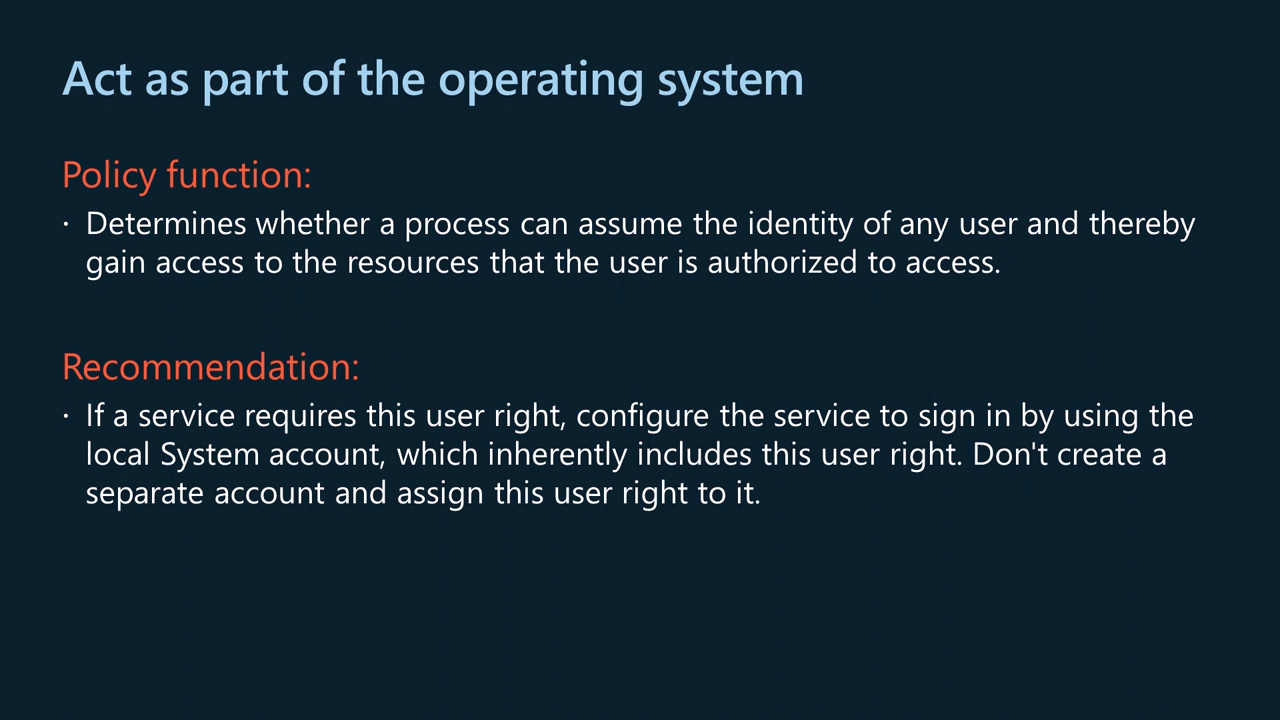 Act as part of the operating system
Policy function:
· Determines whether a process can assume the identity of any user and thereby
gain access to the resources that the user is authorized to access.
Recommendation:
· If a service requires this user right, configure the service to sign in by using the
local System account, which inherently includes this user right. Don't create a
separate account and assign this user right to it.